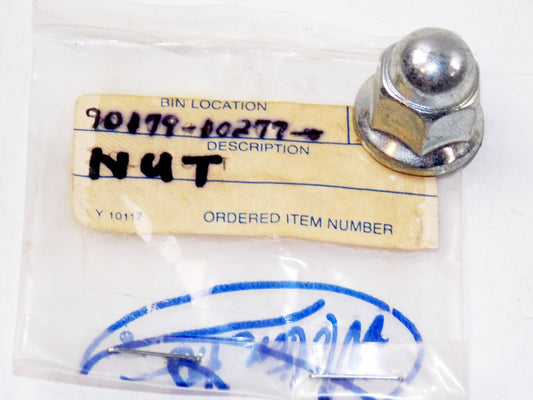 BIN LOCATION
90179-10277-
DESCRIPTION
NUT
Y 10117
ORDERED ITEM NUMBER